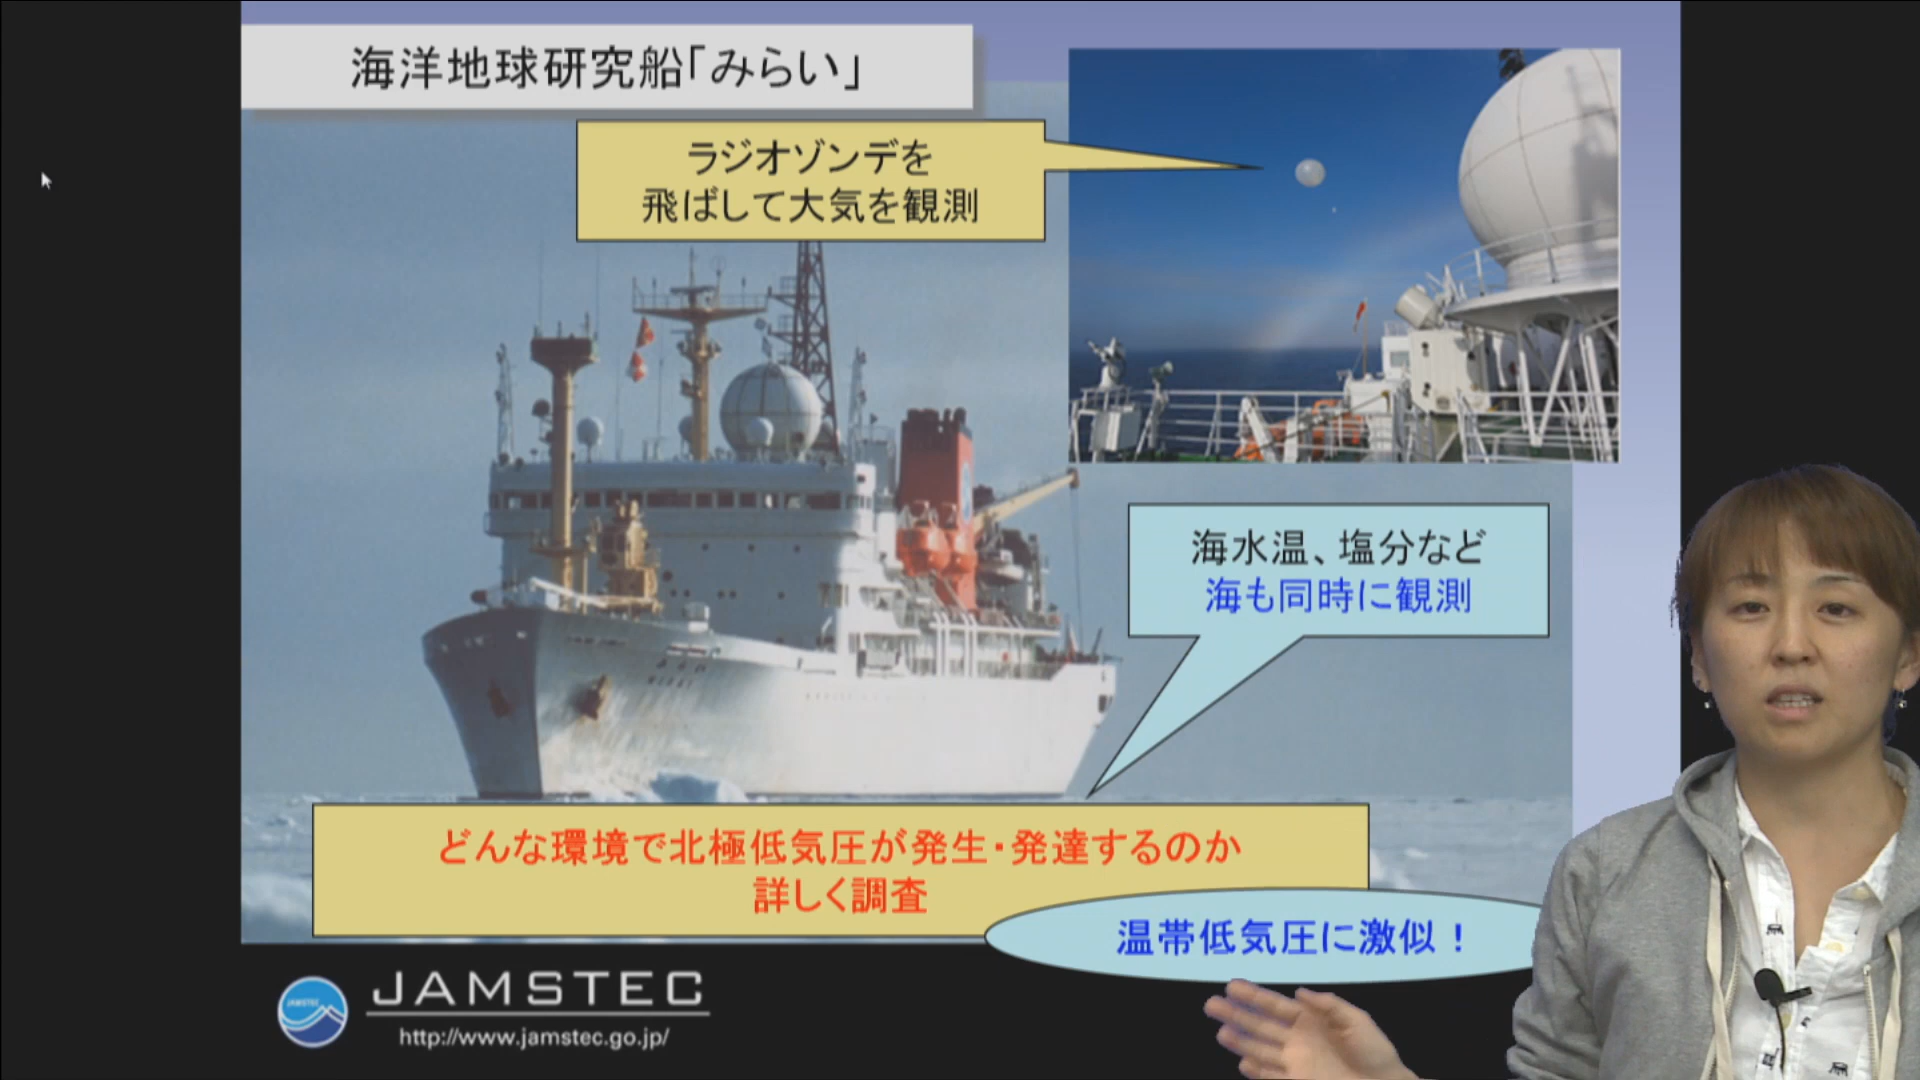 海洋地球研究船「みらい」
ラジオゾンデを
飛ばして大気を観測
海水温、塩分など
海も同時に観測
どんな環境で北極低気圧が発生・発達するのか
詳しく調査
温帯低気圧に激似！
JAMSTEC
JAMSTEC
http://www.jamstec.go.jp/